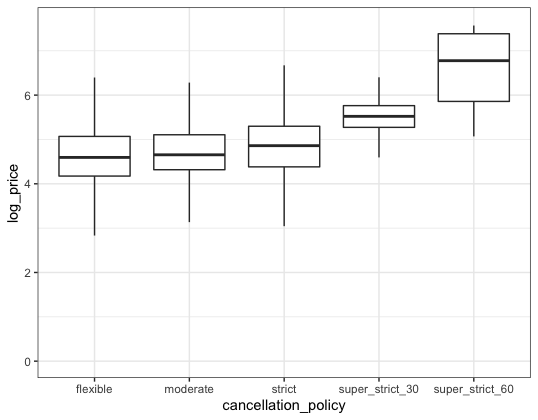 log_price
6
4
2
0
flexible
moderate
strict
super_strict_30
super_strict_60
cancellation_policy